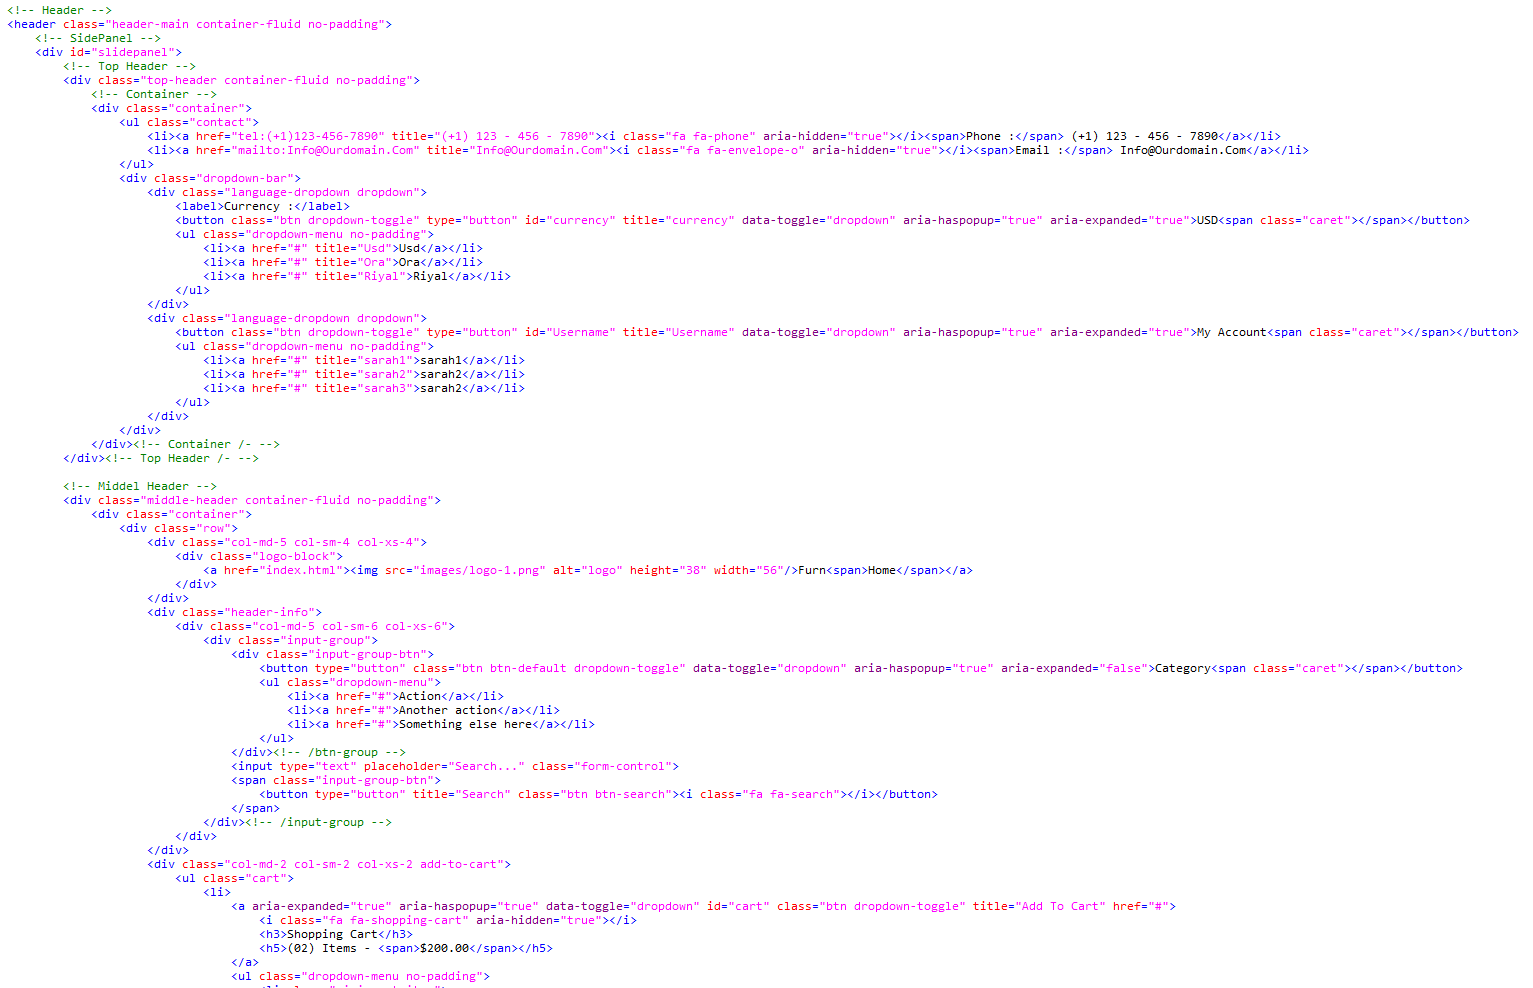 <!-- Header -->
<header class="header-main container-fluid no-padding">
<!-- SidePanel -->
<div id="slidepanel">
<!-- Top Header -->
<div class="top-header container-fluid no-padding">
<!-- Container -->
<div class="container">
<ul class="contact">
<li><a href="tel:(+1)123-456-7890" title="(+1) 123 - 456 - 7890"><i class="fa fa-phone" aria-hidden="true"></i><span>Phone :</span> (+1) 123 - 456 - 7890</a></li>
<li><a href="mailto:Info@Ourdomain.Com" title="Info@Ourdomain.Com"><i class="fa fa-envelope-o" aria-hidden="true"></i><span>Email :</span> Info@Ourdomain.Com</a></li>
</ul>
<div class="dropdown-bar">
<div class="language-dropdown dropdown">
<label>Currency :</label>
<button class="btn dropdown-toggle" type="button" id="currency" title="currency" data-toggle="dropdown" aria-haspopup="true" aria-expanded="true">USD<span class="caret"></span></button>
<ul class="dropdown-menu no-padding">
<li><a href="#" title="Usd">Usd</a></li>
<li><a href="#" title="Ora">Ora</a></li>
<li><a href="#" title="Riyal">Riyal</a></li>
</ul>
</div>
<div class="language-dropdown dropdown">
<button class="btn dropdown-toggle" type="button" id="Username" title="Username" data-toggle="dropdown" aria-haspopup="true" aria-expanded="true">My Account<span class="caret"></span></button>
<ul class="dropdown-menu no-padding">
<li><a href="#" title="sarah1">sarah1</a></li>
<li><a href="#" title="sarah2">sarah2</a></li>
<li><a href="#" title="sarah3">sarah2</a></li>
</ul>
</div>
</div>
</div><!-- Container /- -->
</div><!-- Top Header /- -->
<!-- Middel Header -->
<div class="middle-header container-fluid no-padding">
<div class="container">
<div class="row">
<div class="col-md-5 col-sm-4 col-xs-4">
<div class="logo-block">
<a href="index.html"><img src="images/logo-1.png" alt="logo" height="38" width="56"/>Furn<span>Home</span></a>
</div>
</div>
<div class="header-info">
<div class="col-md-5 col-sm-6 col-xs-6">
<div class="input-group">
<div class="input-group-btn">
<button type="button" class="btn btn-default dropdown-toggle" data-toggle="dropdown" aria-haspopup="true" aria-expanded="false">Category<span class="caret"></span></button>
<ul class="dropdown-menu">
<li><a href="#">Action</a></li>
<li><a href="#">Another action</a></li>
<li><a href="#">Something else here</a></li>
</ul>
</div><!-- /btn-group -->
<input type="text" placeholder="Search..." class="form-control">
<span class="input-group-btn">
<button type="button" title="Search" class="btn btn-search"><i class="fa fa-search"></i></button>
</span>
</div><!-- /input-group -->
</div>
</div>
<div class="col-md-2 col-sm-2 col-xs-2 add-to-cart">
<ul class="cart">
<li>
<a aria-expanded="true" aria-haspopup="true" data-toggle="dropdown" id="cart" class="btn dropdown-toggle" title="Add To Cart" href="#">
<i class="fa fa-shopping-cart" aria-hidden="true"></i>
<h3>Shopping Cart</h3>
<h5>(02) Items - <span>$200.00</span></h5>
</a>
<ul class="dropdown-menu no-padding">